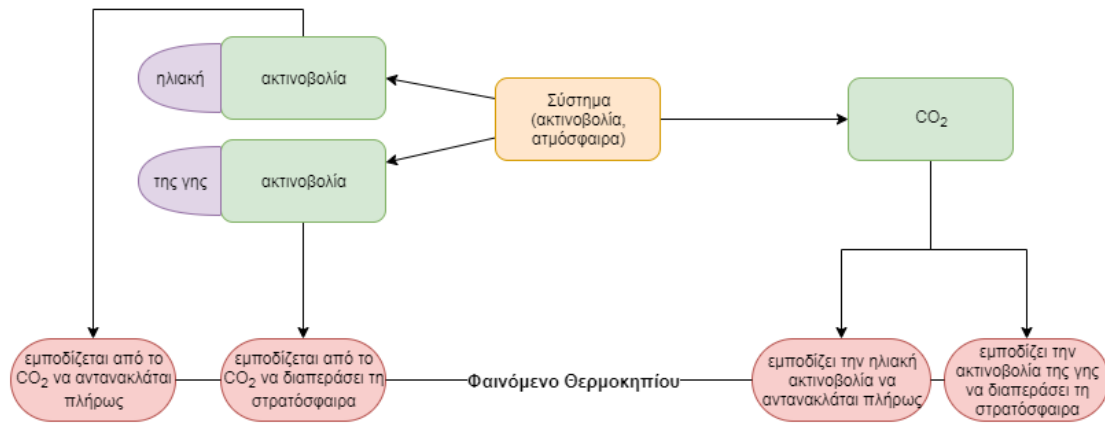 ηλιακή
ακτινοβολία
Σύστημα
(ακτινοβολία,
ατμόσφαιρα)
CO₂
της γης
ακτινοβολία
εμποδίζεται από το
CO₂ να αντανακλάται
πλήρως
εμποδίζεται από το
CO₂ να διαπεράσει τη
στρατόσφαιρα
Φαινόμενο Θερμοκηπίου
εμποδίζει την ηλιακή
ακτινοβολία να
αντανακλάται πλήρως
εμποδίζει την
ακτινοβολία της γης
να διαπεράσει τη
στρατόσφαιρα